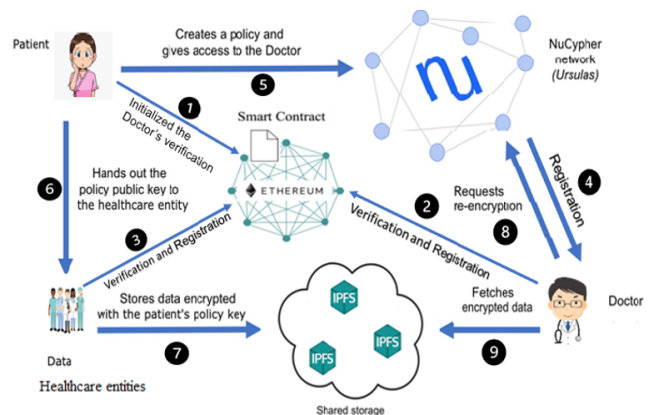 Patient
Creates a policy and
gives access to the Doctor
5
NuCypher
network
(Ursulas)
nu
1
Initialized the
Doctor's verification
Smart Contract
ETHEREUM
6
Hands out the
policy public key to
the healthcare entity
3
Verification and Registration
2
Verification and Registration
Requests
re-encryption
8
4
Registration
Stores data encrypted
with the patient's policy key
7
IPFS
IPFS
IPFS
Fetches
encrypted data
9
Doctor
Data
Healthcare entities
Shared storage